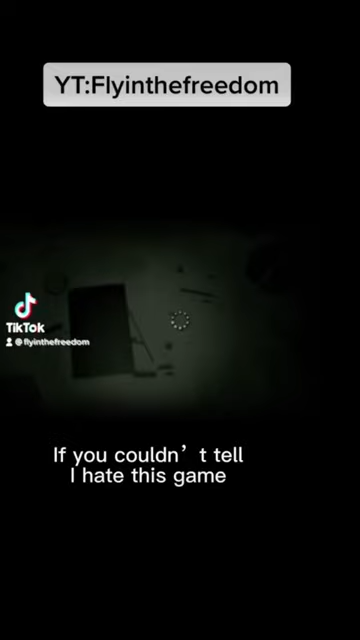 YT:Flyinthefreedom
TikTok
@flyinthefreedom
If you couldn't tell
I hate this game